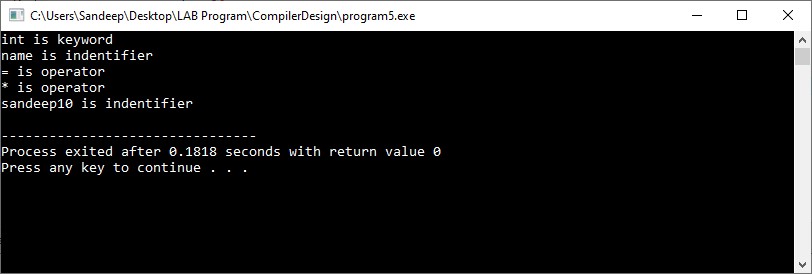 C:\Users\Sandeep\Desktop\LAB Program\CompilerDesign\program5.exe
int is keyword
name is indentifier
= is operator
* is operator
sandeep10 is indentifier
--------------------------------
Process exited after 0.1818 seconds with return value 0
Press any key to continue . . .